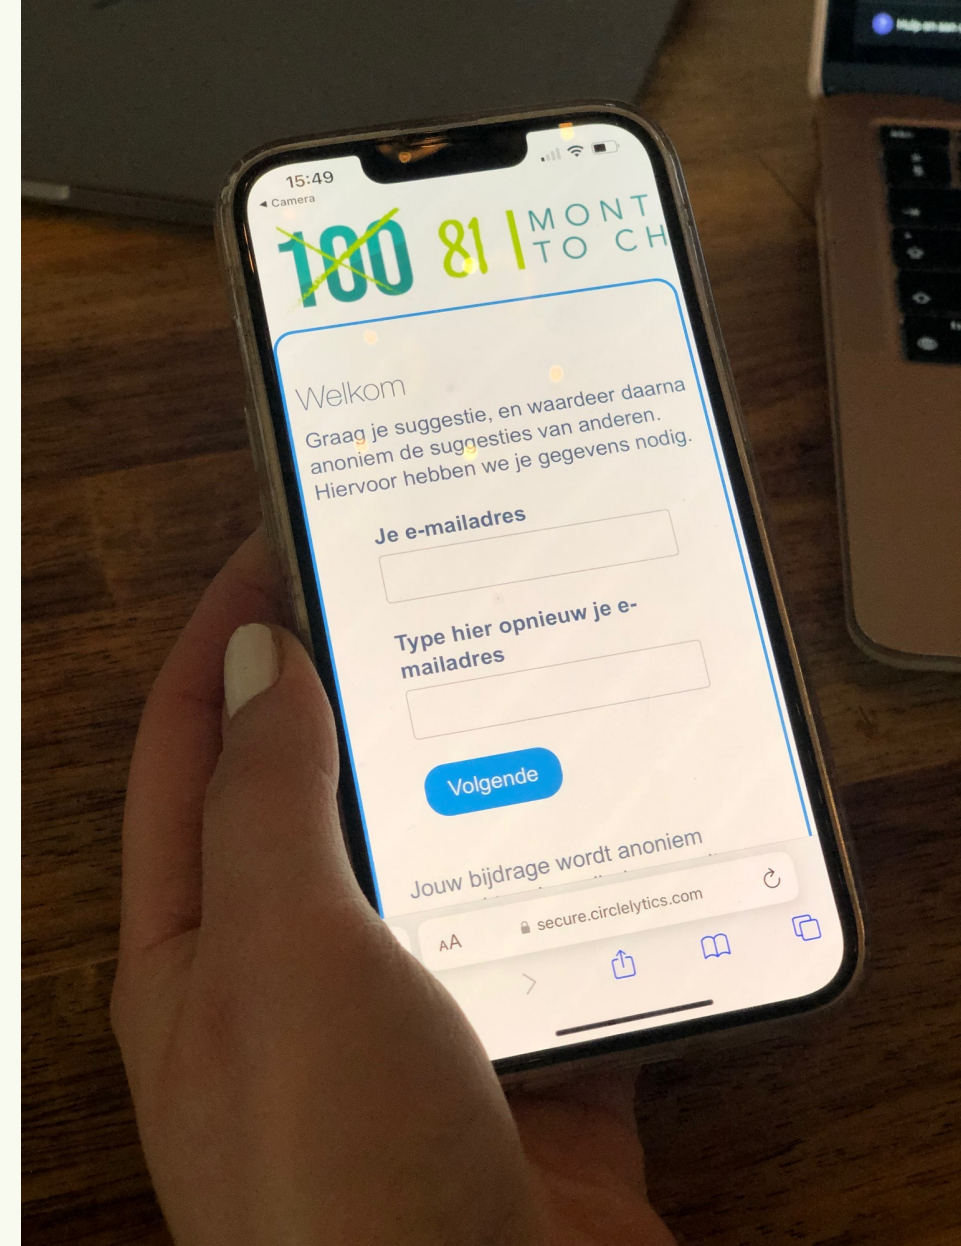 15:49
◀ Camera
100 81 | MONT
TO CH
Welkom
Graag je suggestie, en waardeer daarna
anoniem de suggesties van anderen.
Hiervoor hebben we je gegevens nodig.
Je e-mailadres
Type hier opnieuw je e-
mailadres
Volgende
Jouw bijdrage wordt anoniem
AA secure.circlelytics.com